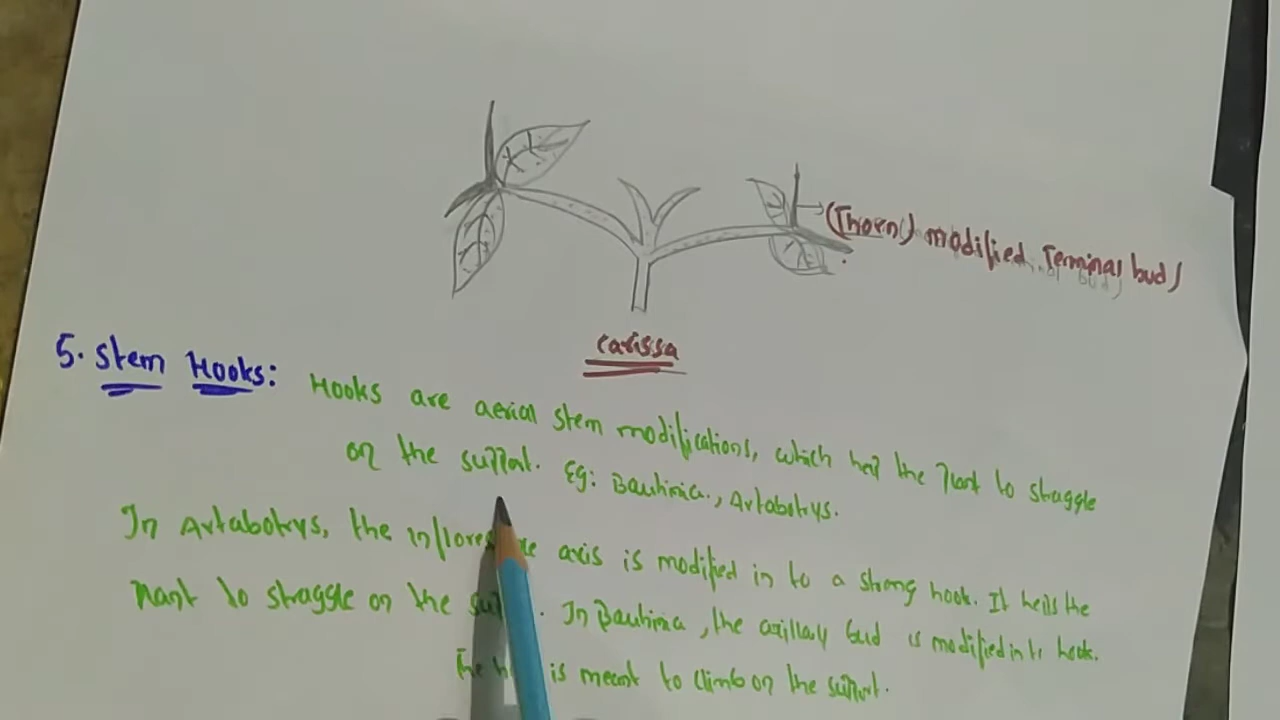 (Thorn) modified Terminal bud)
Carissa
5. Stem Hooks: Hooks are aerial stem modifications, which help the plant to straggle
on the support. Eg: Bauhinia., Artabotrys.
In Artabotrys, the axis is modified in to a strong hook. It helps the
Plant to straggle on the . In Bauhinia, the axillary bud is modified into hook.
The is meant to climb on the support.